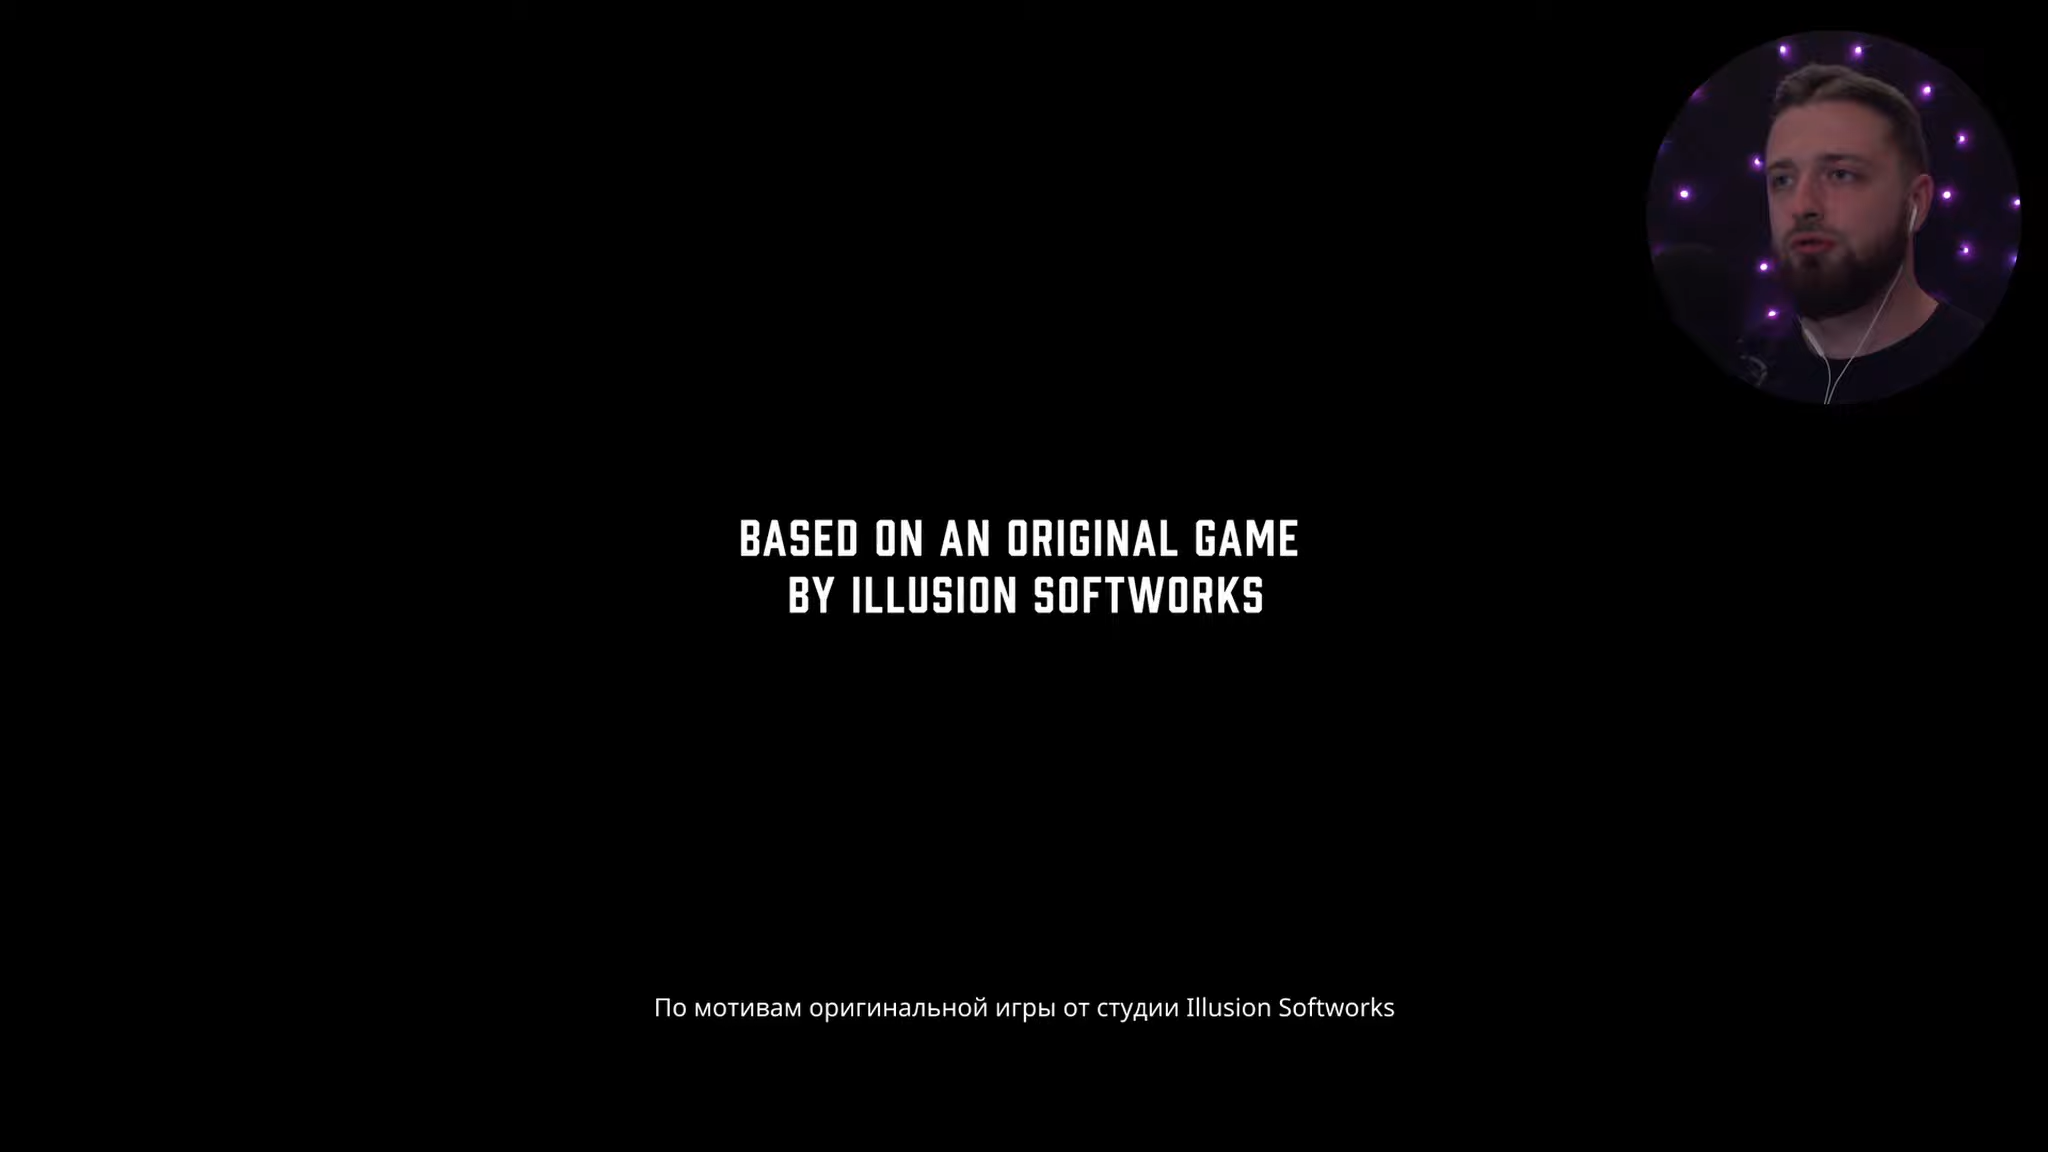 BASED ON AN ORIGINAL GAME
BY ILLUSION SOFTWORKS
По мотивам оригинальной игры от студии Illusion Softworks